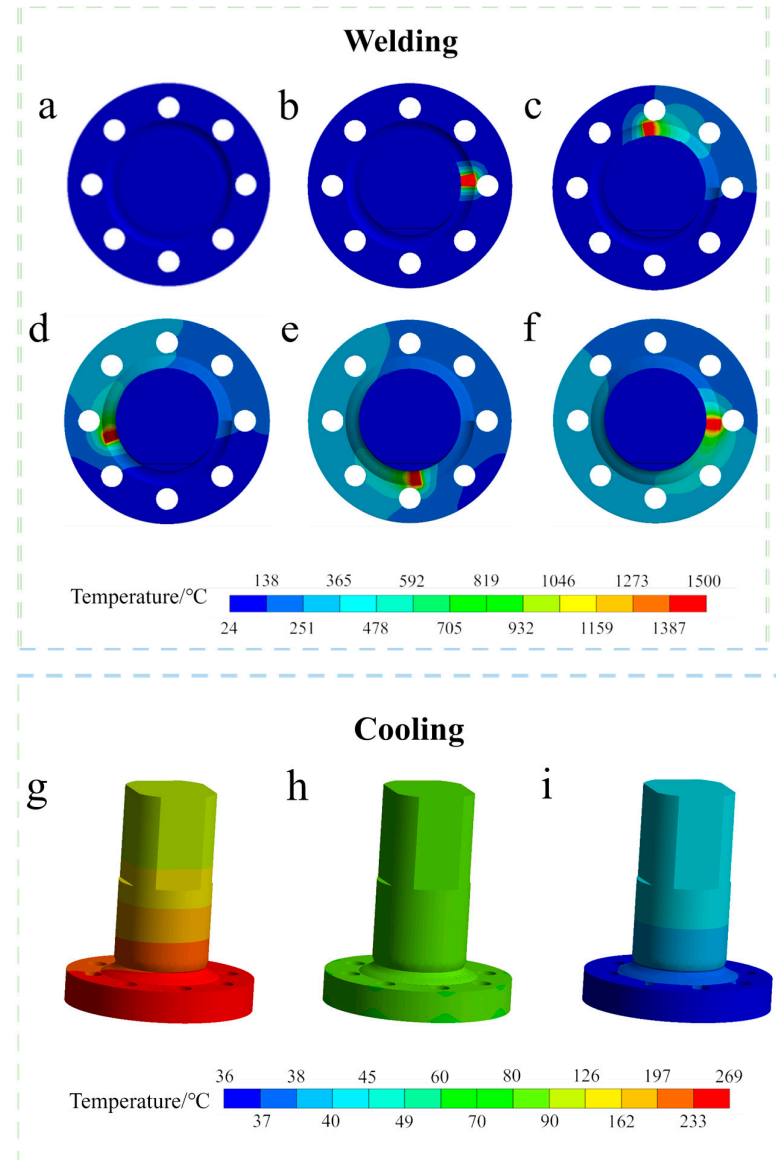 Welding
a b c
d e f
138 365 592 819 1046 1273 1500
Temperature/°C
24 251 478 705 932 1159 1387
Cooling
g h i
36 38 45 60 80 126 197 269
Temperature/°C
37 40 49 70 90 162 233